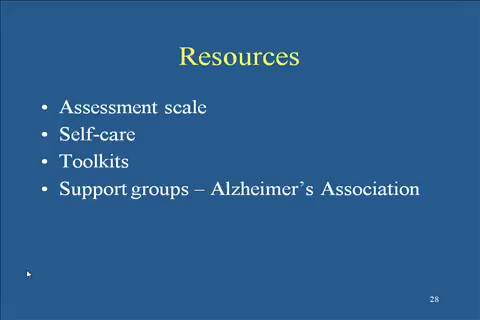 Resources
• Assessment scale
• Self-care
• Toolkits
• Support groups – Alzheimer’s Association
28